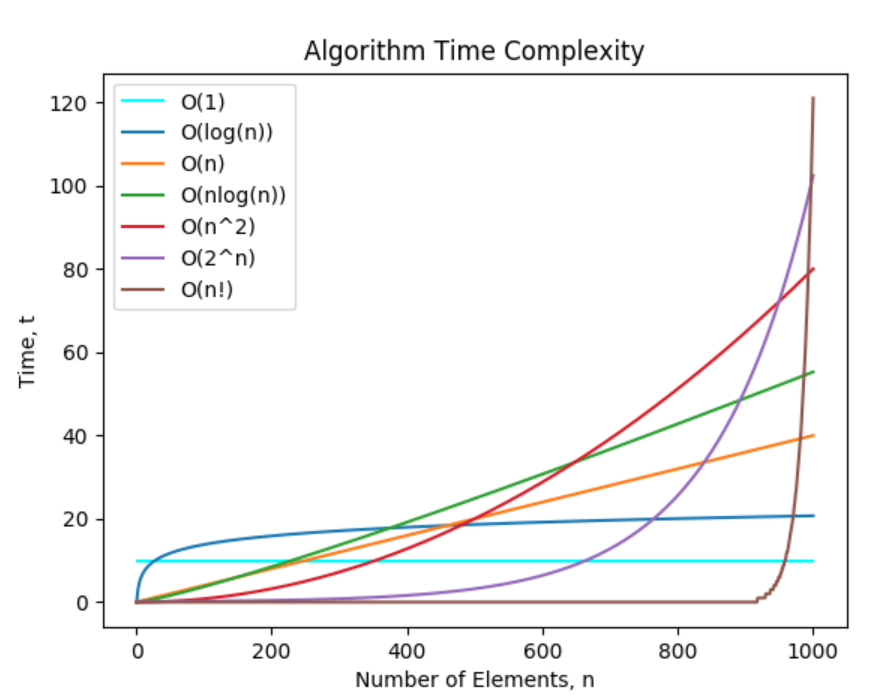 Algorithm Time Complexity
O(1)
O(log(n))
O(n)
O(nlog(n))
O(n^2)
O(2^n)
O(n!)
120
100
80
60
40
20
0
Time, t
0 200 400 600 800 1000
Number of Elements, n